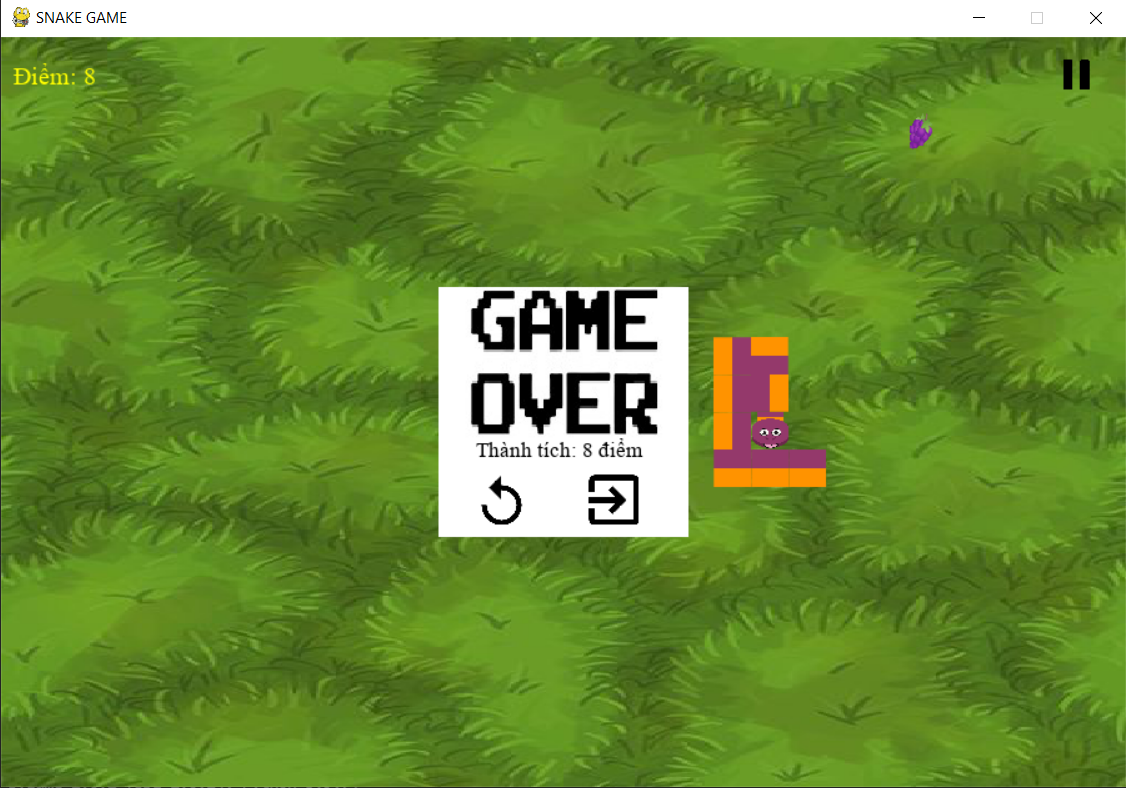 SNAKE GAME
Điểm: 8
GAME
OVER
Thành tích: 8 điểm